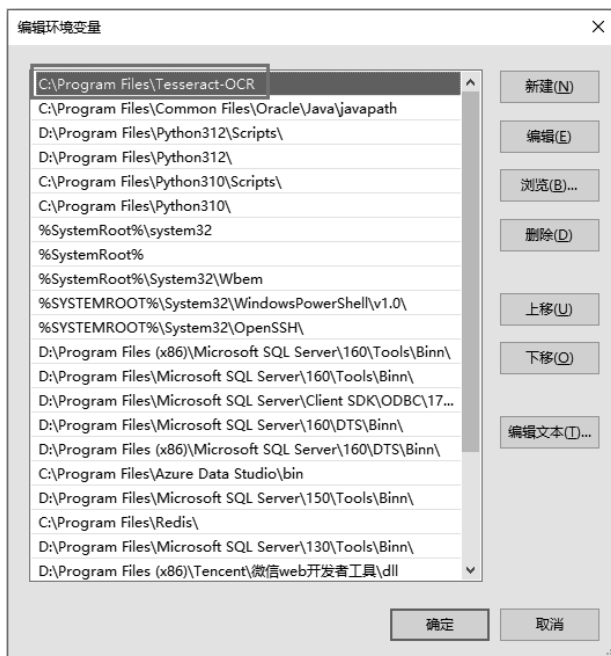 编辑环境变量
C:\Program Files\Tesseract-OCR
C:\Program Files\Common Files\Oracle\Java\javapath
D:\Program Files\Python312\Scripts\
D:\Program Files\Python312\
C:\Program Files\Python310\Scripts\
C:\Program Files\Python310\
%SystemRoot%\system32
%SystemRoot%
%SystemRoot%\System32\Wbem
%SYSTEMROOT%\System32\WindowsPowerShell\v1.0\
%SYSTEMROOT%\System32\OpenSSH\
D:\Program Files (x86)\Microsoft SQL Server\160\Tools\Binn\
D:\Program Files\Microsoft SQL Server\160\Tools\Binn\
D:\Program Files\Microsoft SQL Server\Client SDK\ODBC\17...
D:\Program Files\Microsoft SQL Server\160\DTS\Binn\
D:\Program Files (x86)\Microsoft SQL Server\160\DTS\Binn\
C:\Program Files\Azure Data Studio\bin
D:\Program Files\Microsoft SQL Server\150\Tools\Binn\
C:\Program Files\Redis\
D:\Program Files\Microsoft SQL Server\130\Tools\Binn\
D:\Program Files (x86)\Tencent\微信web开发者工具\dll
新建(N)
编辑(E)
浏览(B)...
删除(D)
上移(U)
下移(O)
编辑文本(T)...
确定
取消